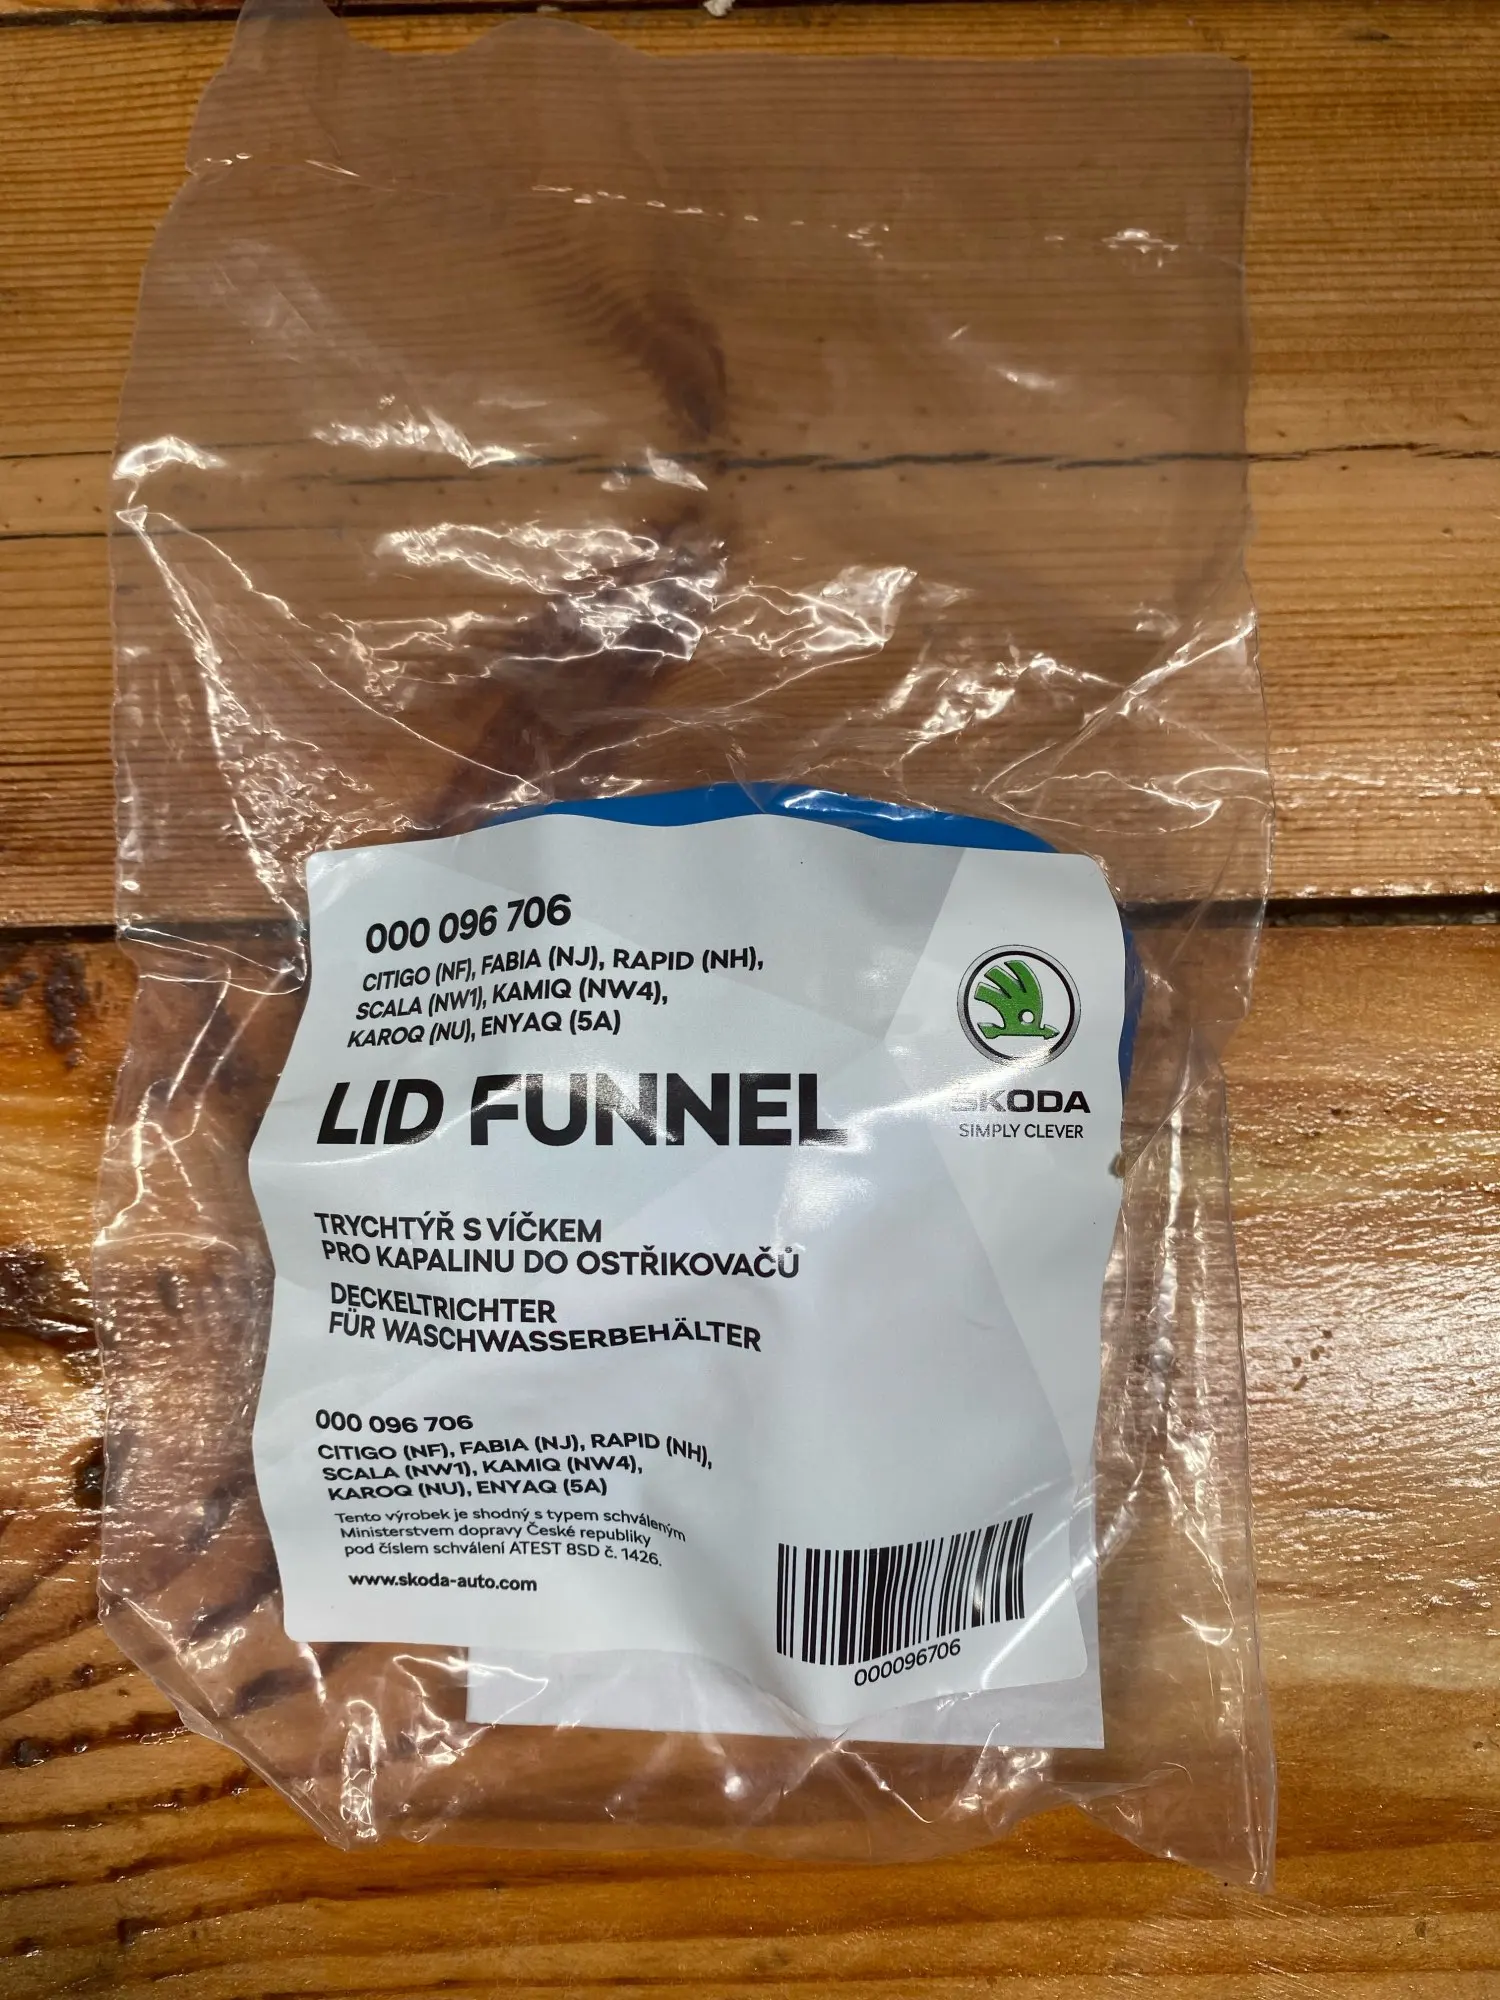 000 096 706
CITIGO (NF), FABIA (NJ), RAPID (NH),
SCALA (NW1), KAMIQ (NW4),
KAROQ (NU), ENYAQ (5A)
LID FUNNEL
ŠKODA
SIMPLY CLEVER
TRYCHTÝŘ S VÍČKEM
PRO KAPALINU DO OSTŘIKOVAČŮ
DECKELTRICHTER
FÜR WASCHWASSERBEHÄLTER
000 096 706
CITIGO (NF), FABIA (NJ), RAPID (NH),
SCALA (NW1), KAMIQ (NW4),
KAROQ (NU), ENYAQ (5A)
Tento výrobek je shodný s typem schváleným
Ministerstvem dopravy České republiky
pod číslem schválení ATEST 8SD č. 1426.
www.skoda-auto.com
000096706